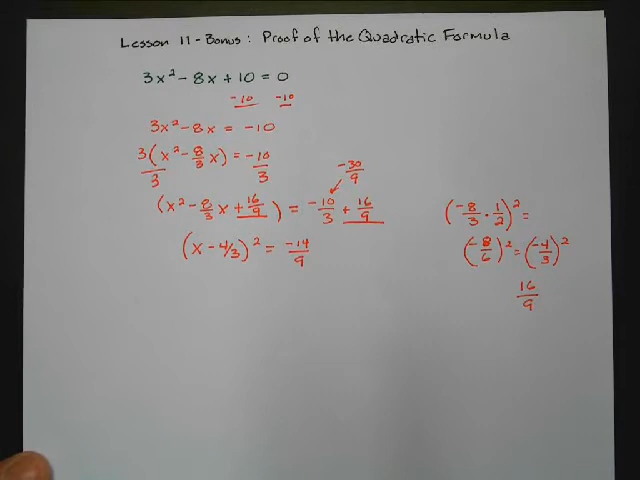 Lesson 11 - Bonus: Proof of the Quadratic Formula
3x² - 8x + 10 = 0
-10 -10
3x² - 8x = -10
3(x² - 8/3 x) = -10
3 3
-30/9
(x² - 8/3 x + 16/9) = -10/3 + 16/9
(x - 4/3)² = -14/9
(-8/3 · 1/2)² =
(-8/6)² = (-4/3)²
16/9